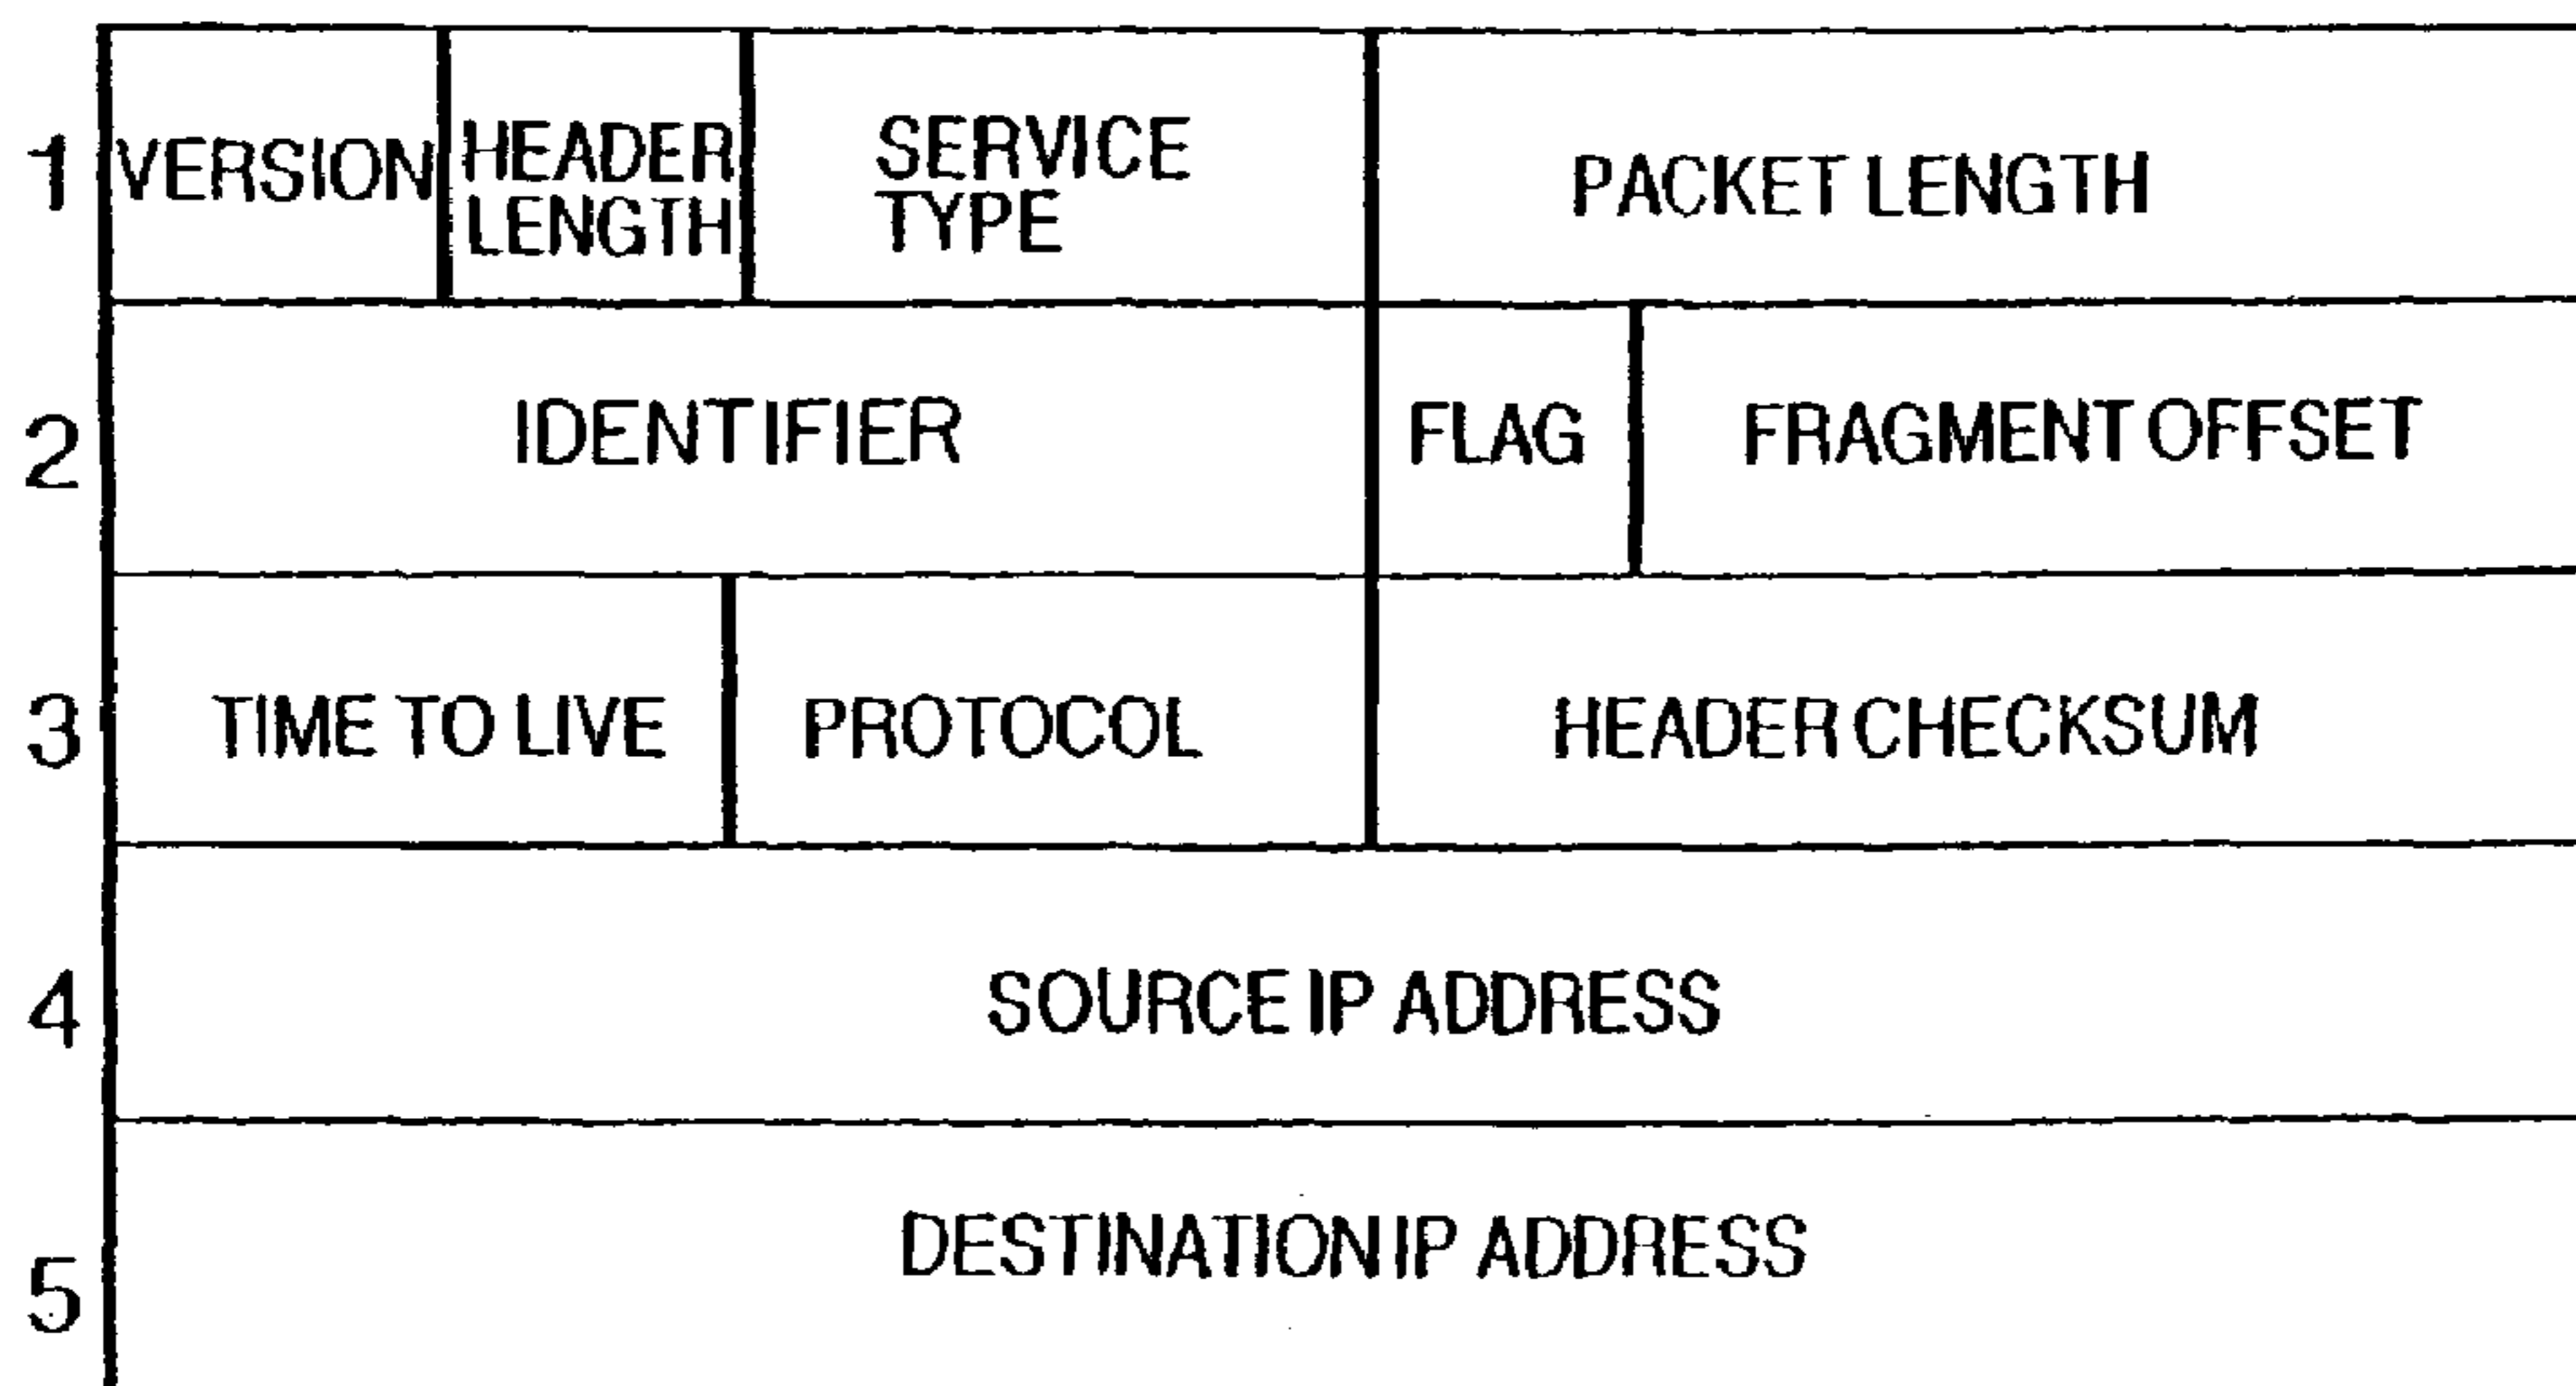 1 VERSION HEADER LENGTH SERVICE TYPE PACKET LENGTH
2 IDENTIFIER FLAG FRAGMENT OFFSET
3 TIME TO LIVE PROTOCOL HEADER CHECKSUM
4 SOURCE IP ADDRESS
5 DESTINATION IP ADDRESS